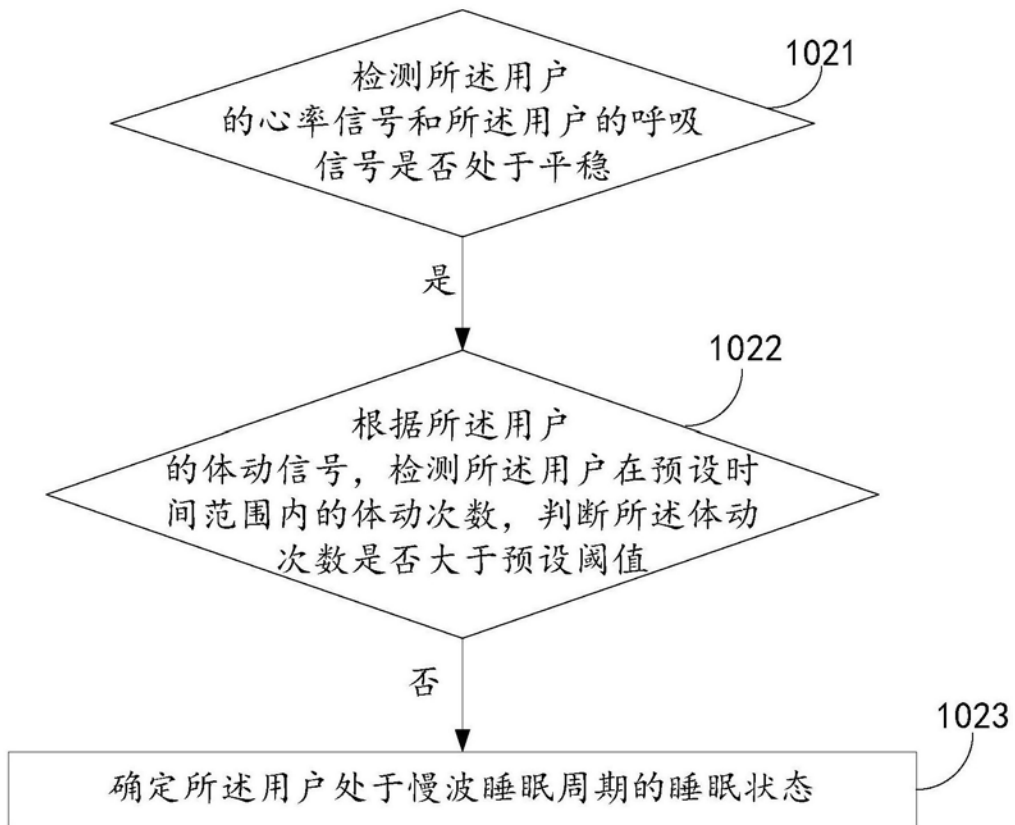 1021
检测所述用户
的心率信号和所述用户的呼吸
信号是否处于平稳
是
1022
根据所述用户
的体动信号，检测所述用户在预设时
间范围内的体动次数，判断所述体动
次数是否大于预设阈值
否
1023
确定所述用户处于慢波睡眠周期的睡眠状态